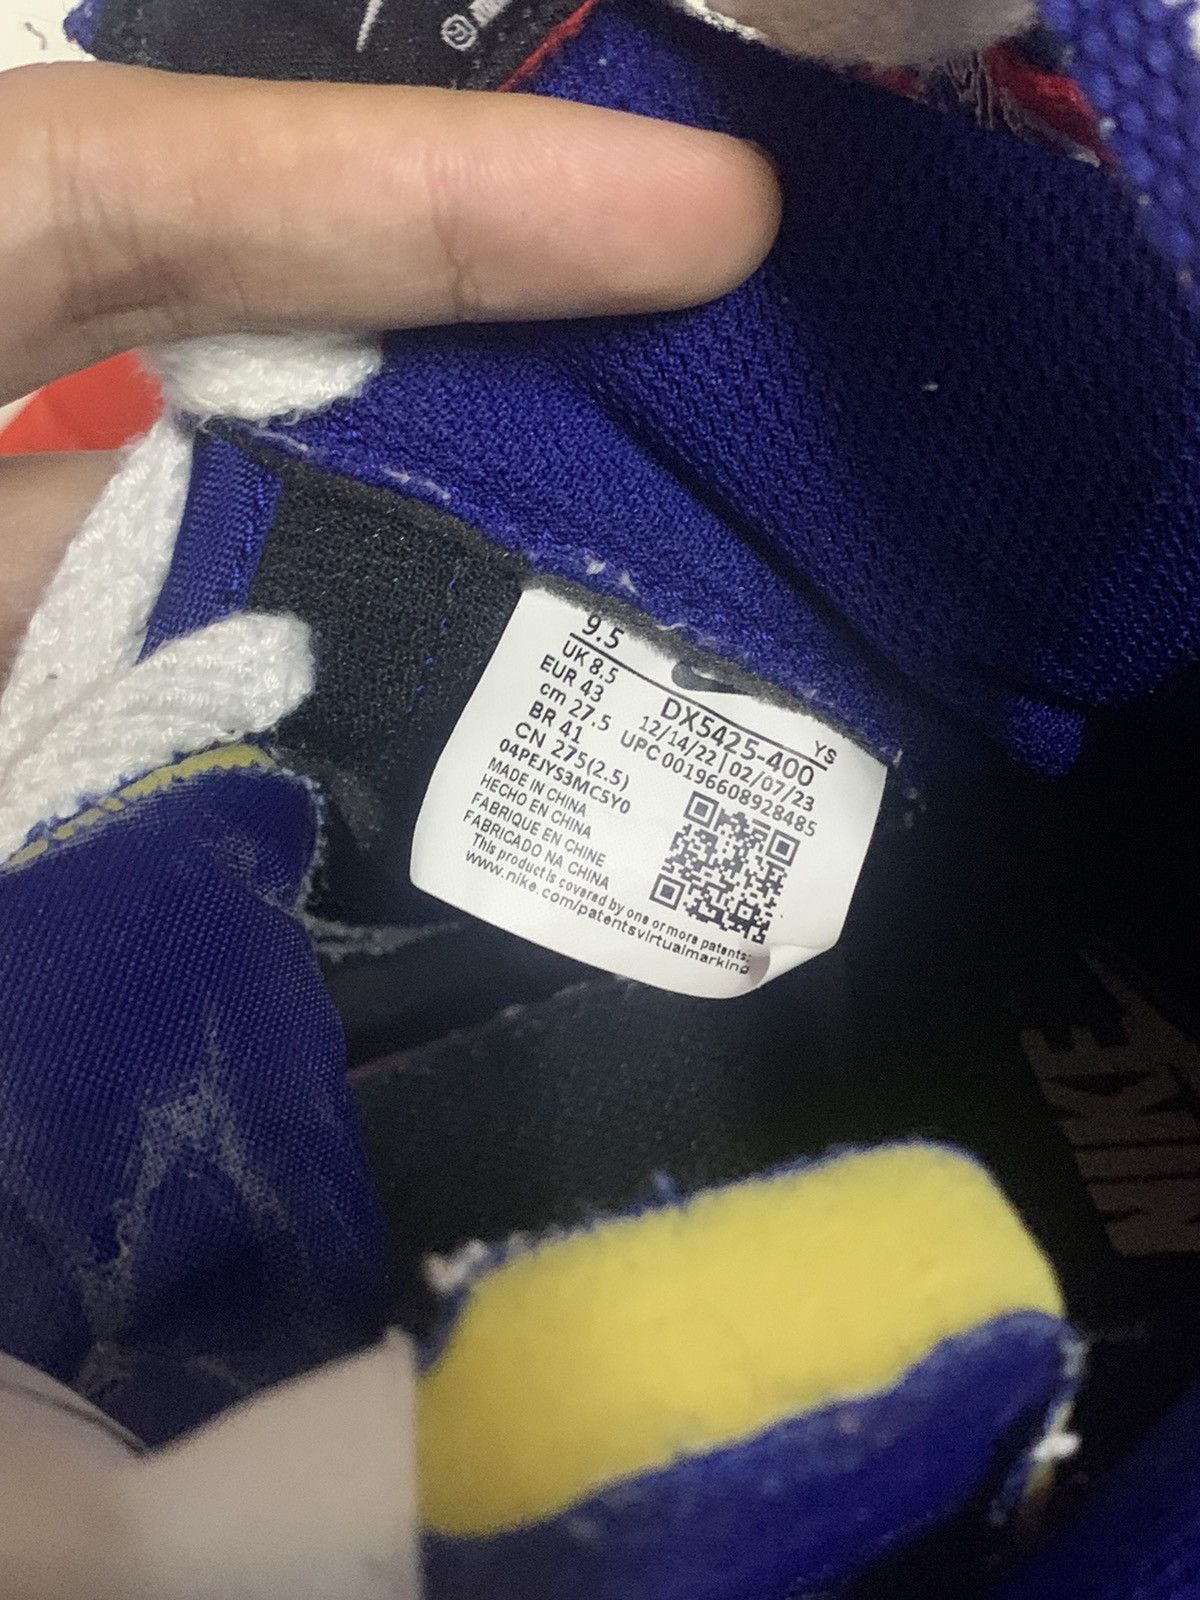 ®
9.5
UK 8.5
EUR 43
cm 27.5
BR 41
CN 275(2.5)
04PEJYS3MC5Y0
YS
DX5425-400
12/14/22 | 02/07/23
UPC 00196608928485
MADE IN CHINA
HECHO EN CHINA
FABRIQUE EN CHINE
FABRICADO NA CHINA
This product is covered by one or more patents:
www.nike.com/patentsvirtualmarking
NIKE